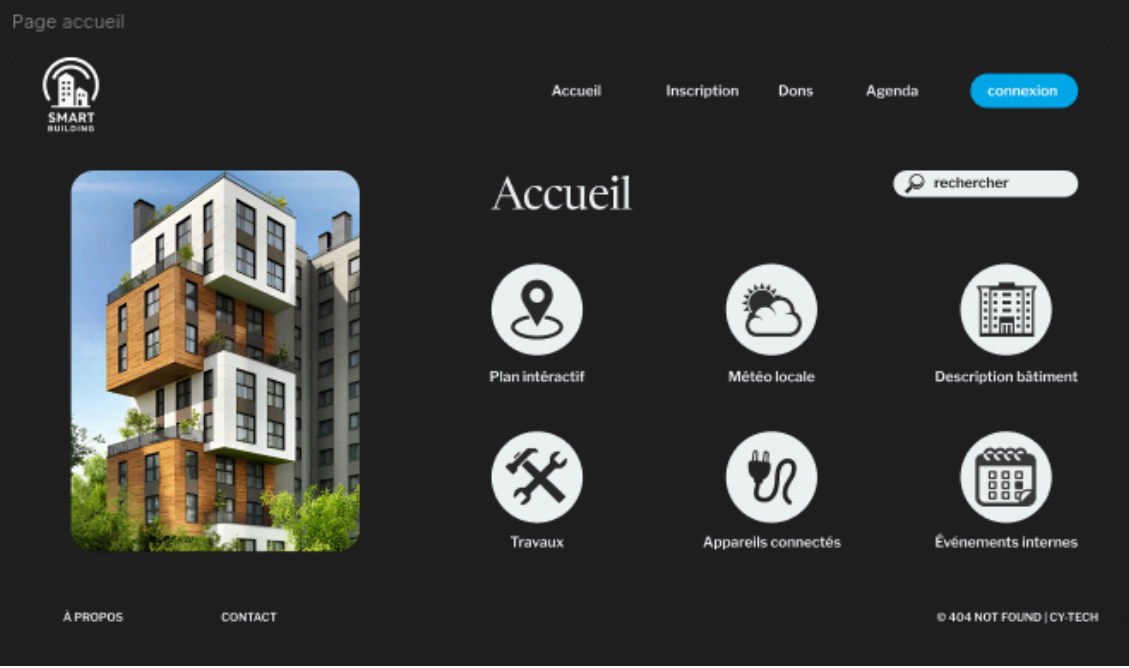 Page accueil
SMART
BUILDING
Accueil
Inscription
Dons
Agenda
connexion
Accueil
rechercher
Plan intéractif
Météo locale
Description bâtiment
Travaux
Appareils connectés
Événements internes
À PROPOS
CONTACT
© 404 NOT FOUND | CY-TECH